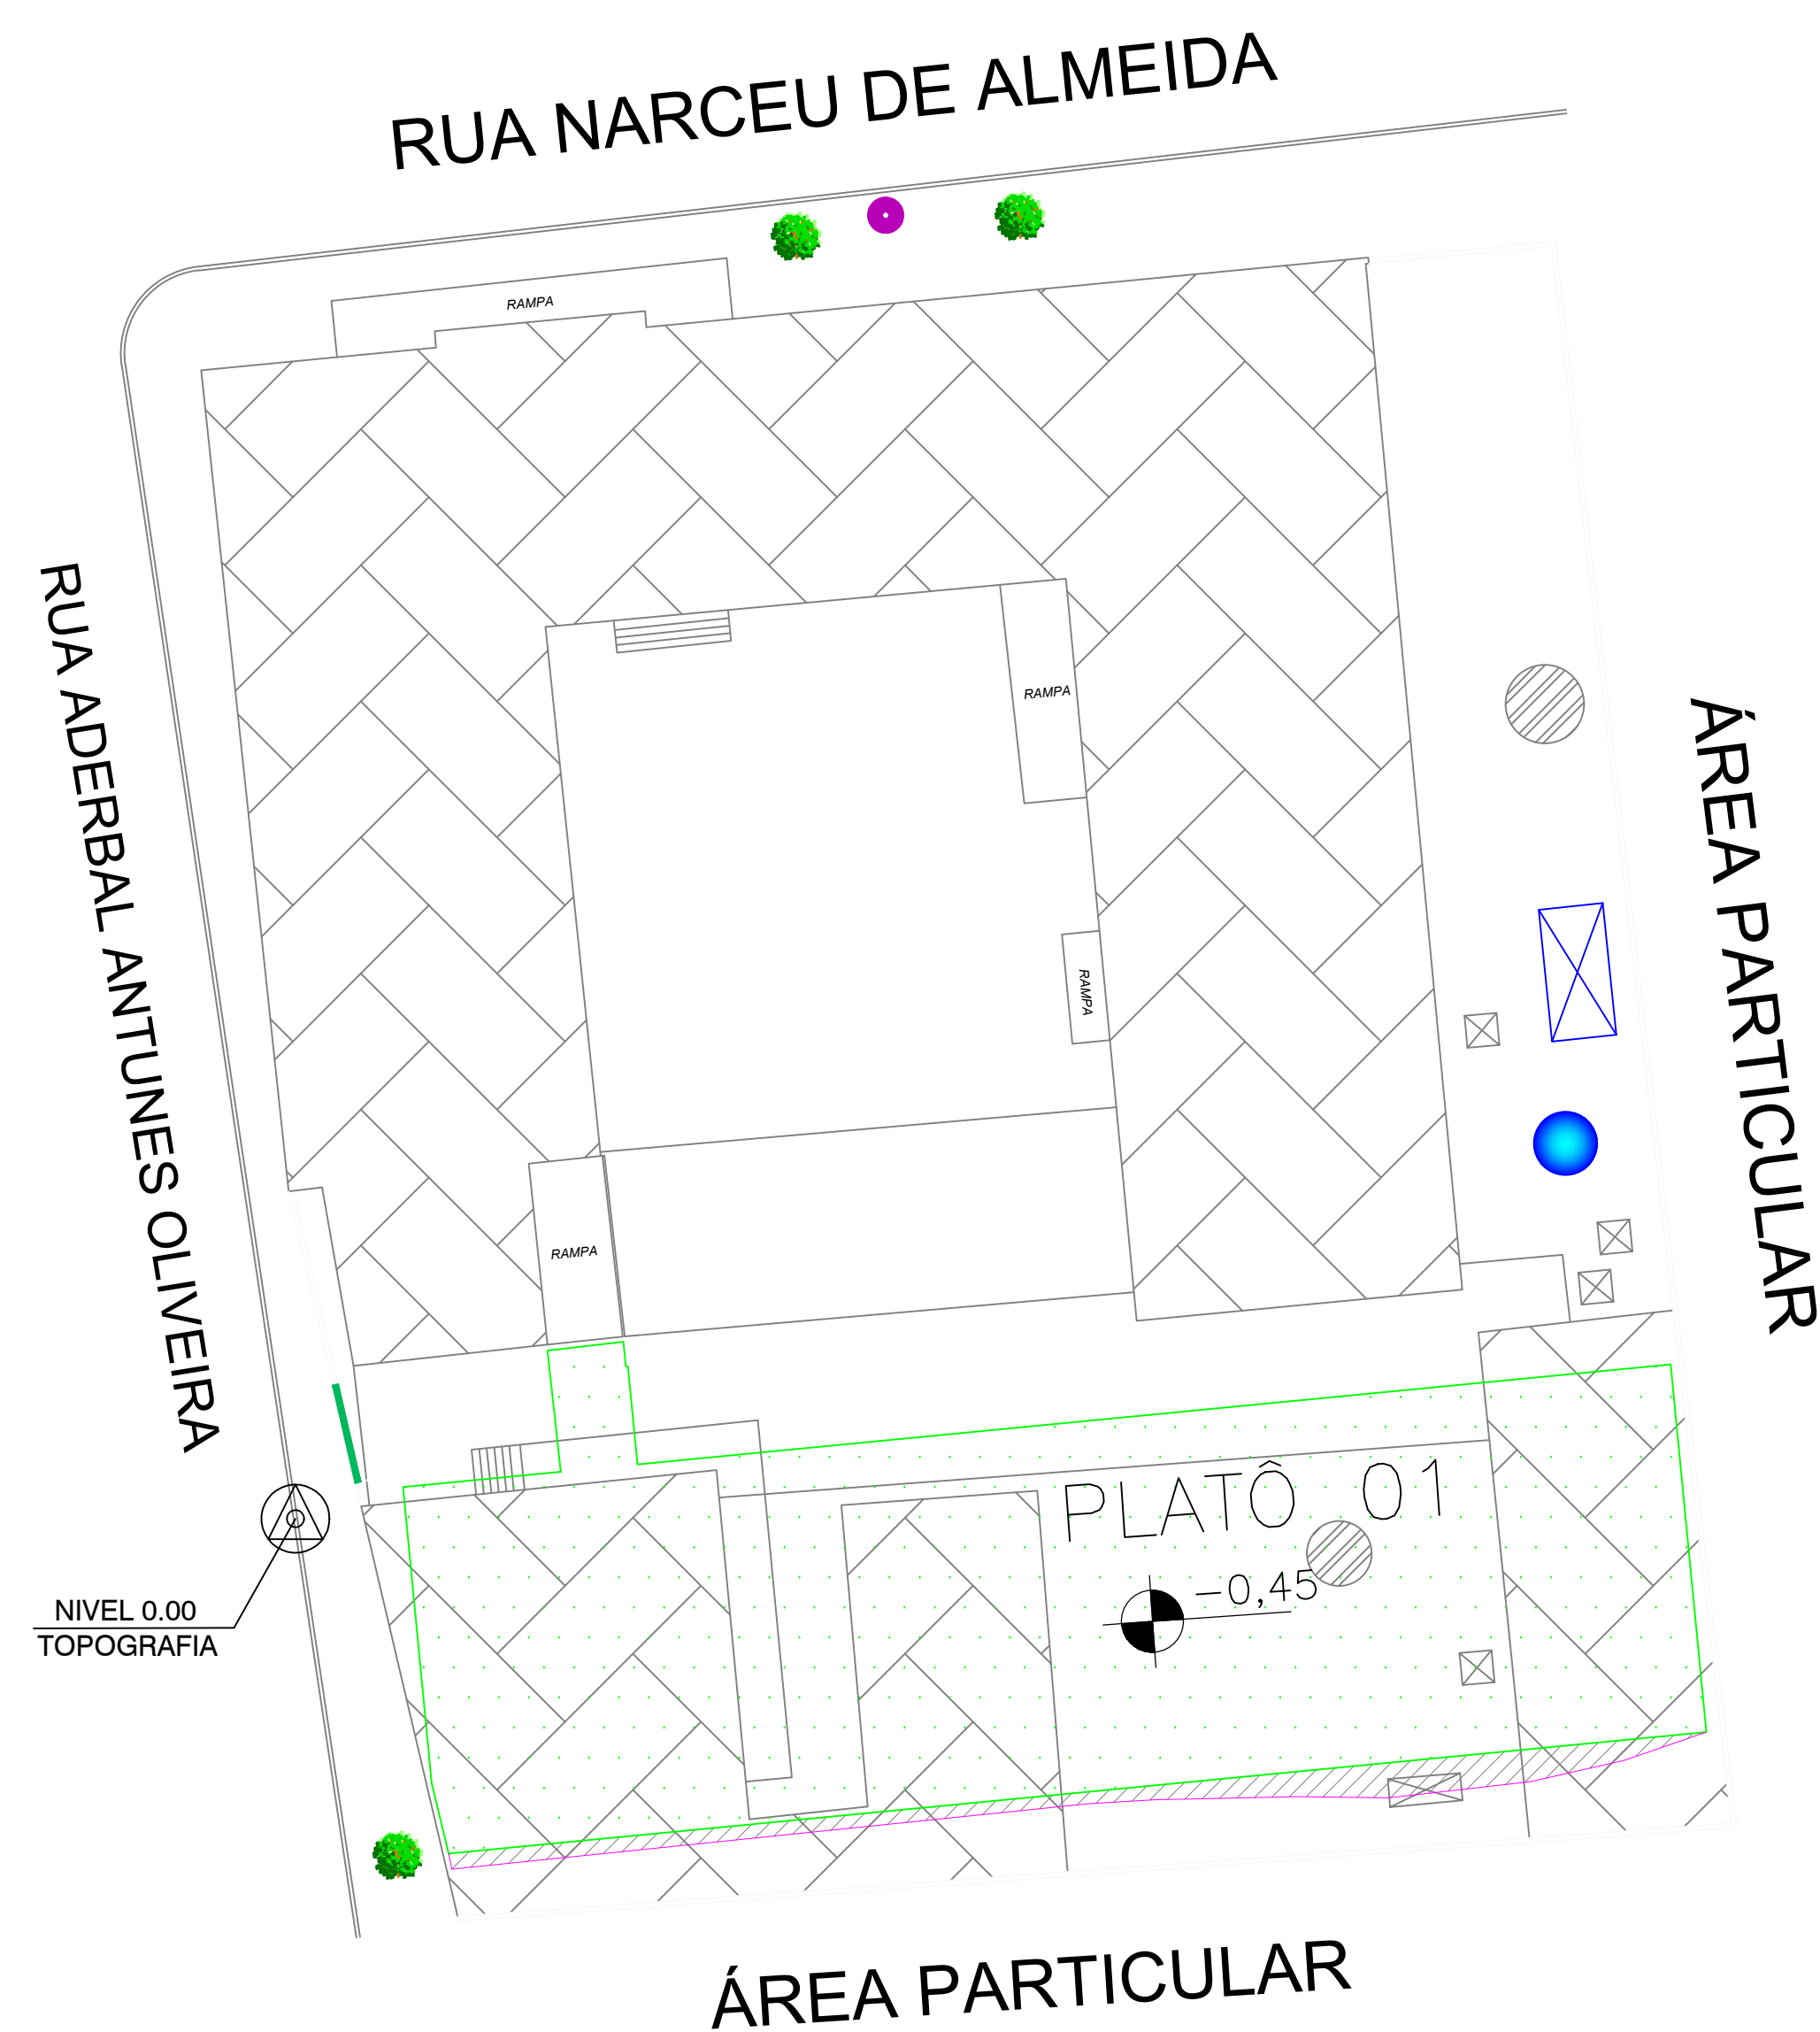 RUA NARCEU DE ALMEIDA
RAMPA
RUA ADERBAL ANTUNES OLIVEIRA
RAMPA
ÁREA PARTICULAR
RAMPA
RAMPA
PLATÔ 01
-0,45
NIVEL 0.00
TOPOGRAFIA
ÁREA PARTICULAR